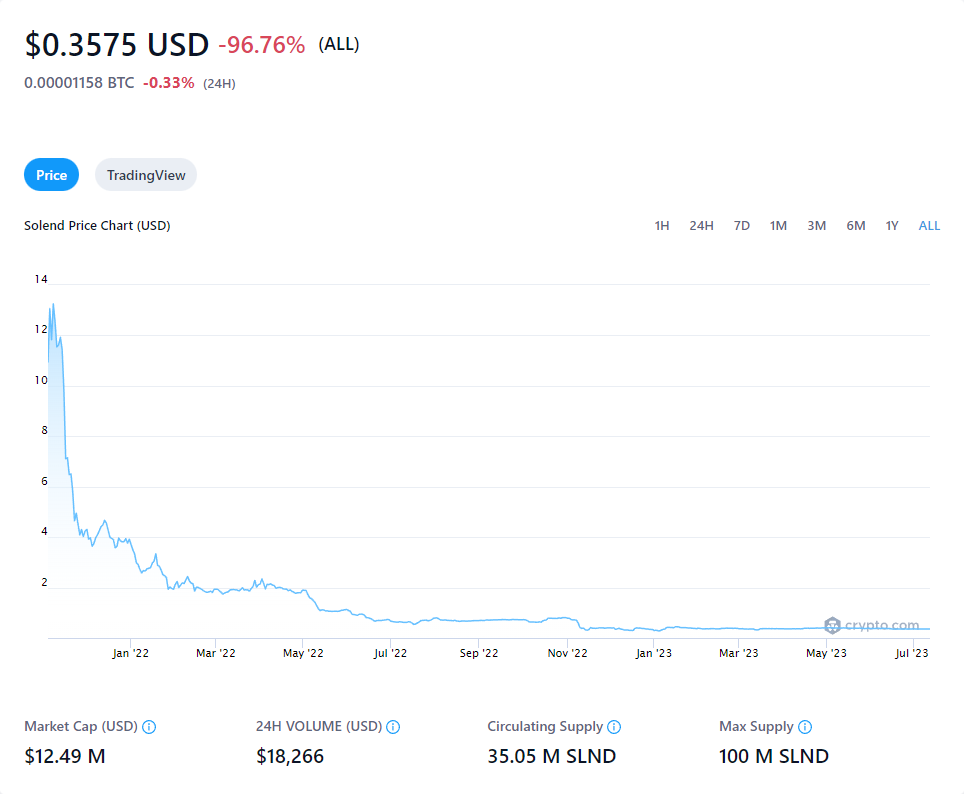 $0.3575 USD -96.76% (ALL)
0.00001158 BTC -0.33% (24H)
Price TradingView
Solend Price Chart (USD) 1H 24H 7D 1M 3M 6M 1Y ALL
14
12
10
8
6
4
2
crypto.com
Jan '22 Mar '22 May '22 Jul '22 Sep '22 Nov '22 Jan '23 Mar '23 May '23 Jul '23
Market Cap (USD) 24H VOLUME (USD) Circulating Supply Max Supply
$12.49 M $18,266 35.05 M SLND 100 M SLND